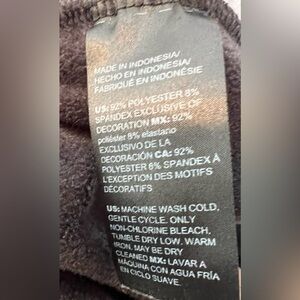 MADE IN INDONESIA/
HECHO EN INDONESIA/
FABRIQUÉ EN INDONÉSIE
US: 92% POLYESTER 8%
SPANDEX EXCLUSIVE OF
DECORATION MX: 92%
poliéster 8% elastano
EXCLUSIVO DE LA
DECORACIÓN CA: 92%
POLYESTER 8% SPANDEX À
L'EXCEPTION DES MOTIFS
DÉCORATIFS
US: MACHINE WASH COLD,
GENTLE CYCLE. ONLY
NON-CHLORINE BLEACH.
TUMBLE DRY LOW. WARM
IRON. MAY BE DRY
CLEANED MX: LAVAR A
MÁQUINA CON AGUA FRÍA
EN CICLO SUAVE.